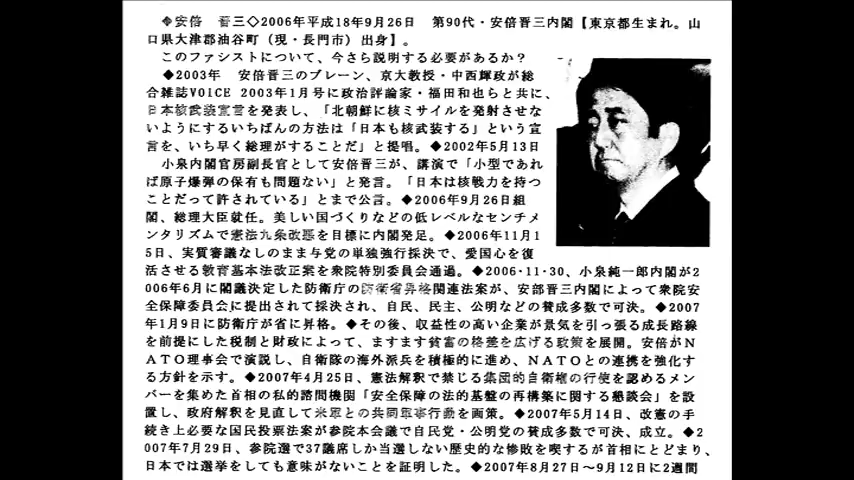 ◆安倍　晋三◇2006年平成18年9月26日　第90代・安倍晋三内閣【東京都生まれ。山
口県大津郡油谷町（現・長門市）出身】。
このファシストについて、今さら説明する必要があるか？
◆2003年　安倍晋三のブレーン、京大教授・中西輝政が総
合雑誌VOICE 2003年1月号に政治評論家・福田和也らと共に、
日本核武装宣言を発表し、「北朝鮮に核ミサイルを発射させな
いようにするいちばんの方法は「日本も核武装する」という宣
言を、いち早く総理がすることだ」と提唱。◆2002年5月13日
小泉内閣官房副長官として安倍晋三が、講演で「小型であれ
ば原子爆弾の保有も問題ない」と発言。「日本は核戦力を持つ
ことだって許されている」とまで公言。◆2006年9月26日組
閣、総理大臣就任。美しい国づくりなどの低レベルなセンチメ
ンタリズムで憲法九条改悪を目標に内閣発足。◆2006年11月1
5日、実質審議なしのまま与党の単独強行採決で、愛国心を復
活させる教育基本法改正案を衆院特別委員会通過。◆2006・11・30、小泉純一郎内閣が2
006年6月に閣議決定した防衛庁の防衛省昇格関連法案が、安部晋三内閣によって衆院安
全保障委員会に提出されて採決され、自民、民主、公明などの賛成多数で可決。◆2007
年1月9日に防衛庁が省に昇格。◆その後、収益性の高い企業が景気を引っ張る成長路線
を前提にした税制と財政によって、ますます貧富の格差を広げる政策を展開。安倍がN
ATO理事会で演説し、自衛隊の海外派兵を積極的に進め、NATOとの連携を強化す
る方針を示す。◆2007年4月25日、憲法解釈で禁じる集団的自衛権の行使を認めるメン
バーを集めた首相の私的諮問機関「安全保障の法的基盤の再構築に関する懇談会」を設
置し、政府解釈を見直して米軍との共同軍事行動を画策。◆2007年5月14日、改憲の手
続き上必要な国民投票法案が参院本会議で自民党・公明党の賛成多数で可決、成立。◆2
007年7月29日、参院選で37議席しか当選しない歴史的な惨敗を喫するが首相にとどまり、
日本では選挙をしても意味がないことを証明した。◆2007年8月27日～9月12日に2週間